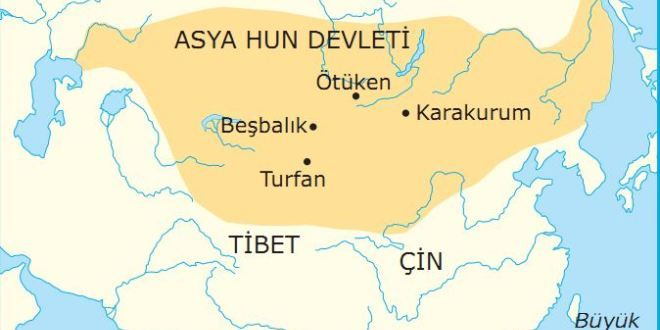 ASYA HUN DEVLETİ
Ötüken
Karakurum
Beşbalık
Turfan
TİBET
ÇİN
Büyük